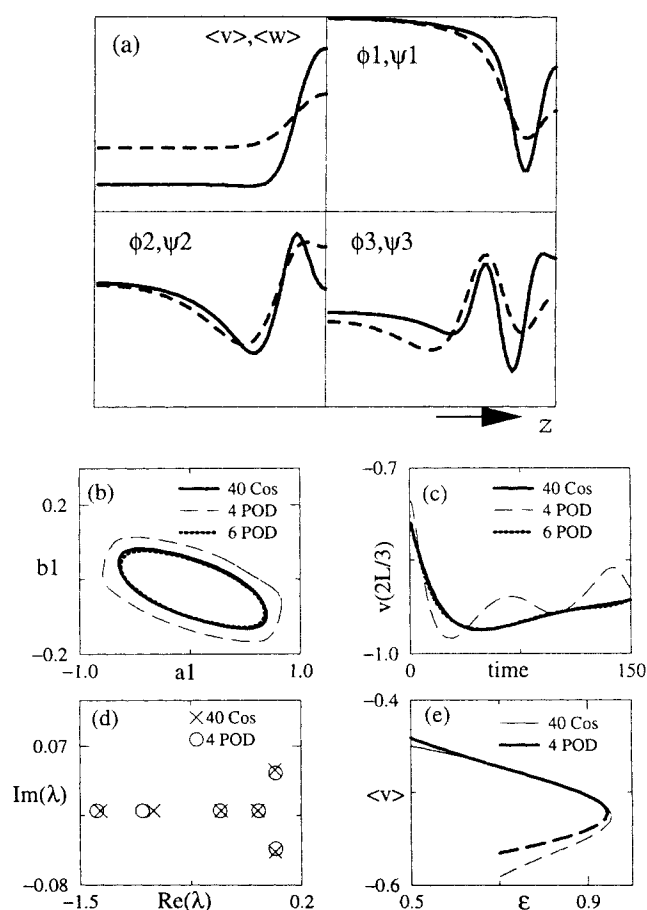 (a) <v>,<w> ϕ1,ψ1
ϕ2,ψ2 ϕ3,ψ3
z
(b) 40 Cos
4 POD
6 POD
0.2
b1
−0.2
−1.0 a1 1.0
(c) 40 Cos
4 POD
6 POD
−0.7
v(2L/3)
−1.0
0 time 150
(d) 40 Cos
4 POD
0.07
Im(λ)
−0.08
−1.5 Re(λ) 0.2
(e) 40 Cos
4 POD
−0.4
<v>
−0.6
0.5 ε 0.9